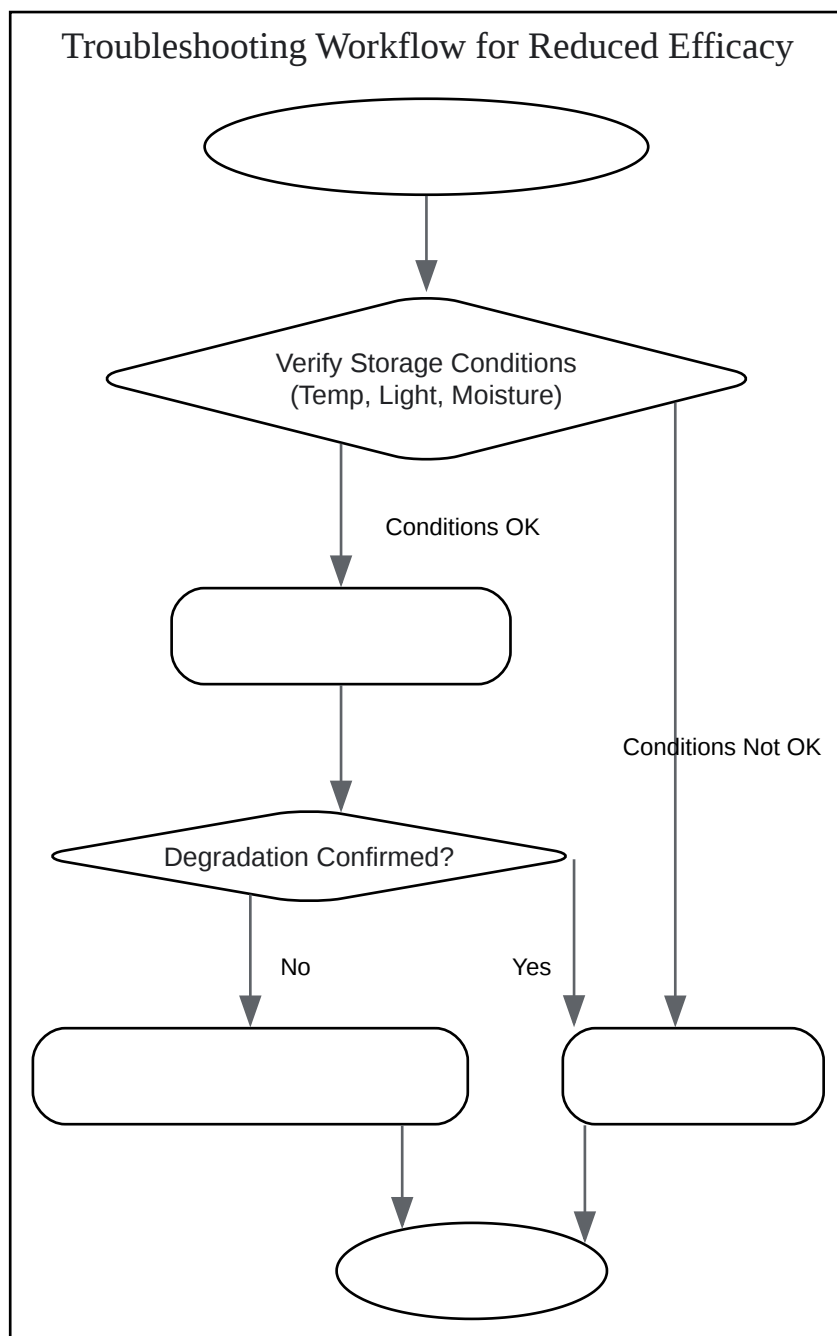 Troubleshooting Workflow for Reduced Efficacy
Verify Storage Conditions
(Temp, Light, Moisture)
Conditions OK
Conditions Not OK
Degradation Confirmed?
No
Yes